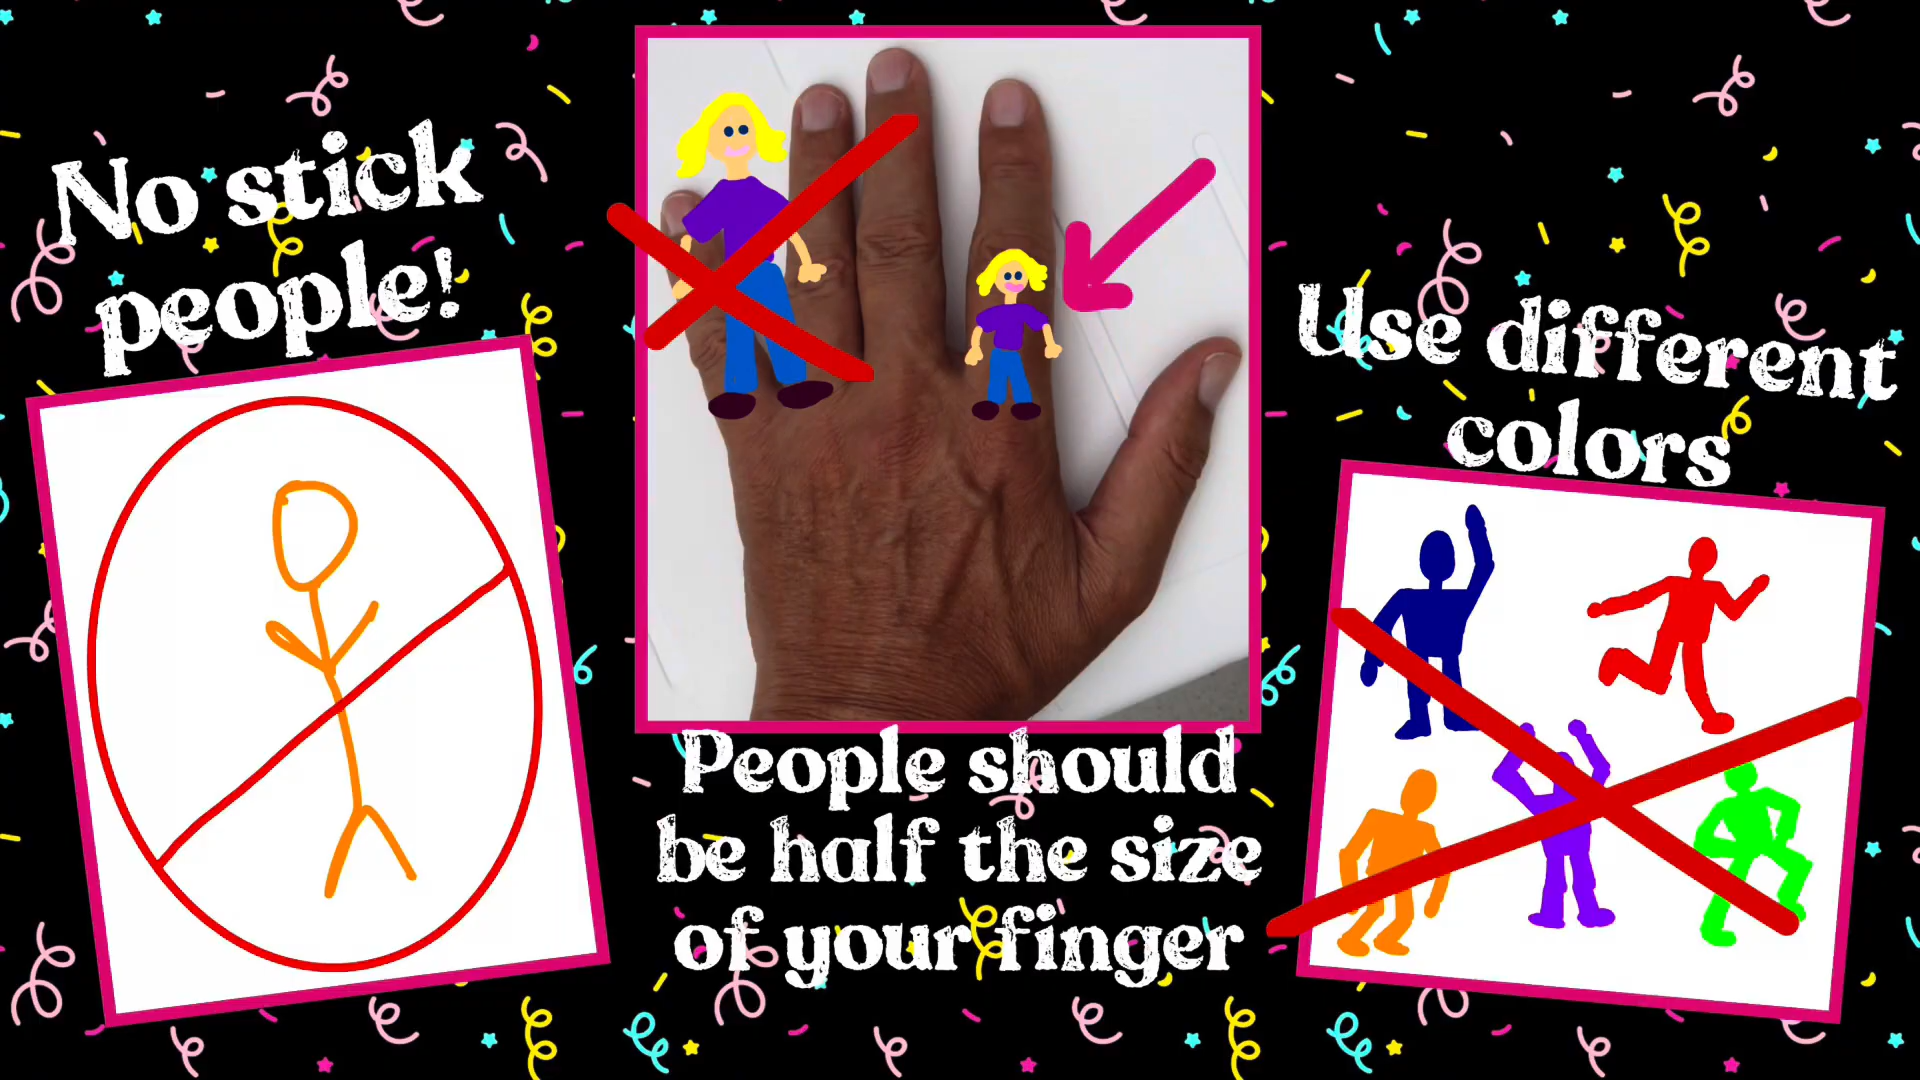 No stick
people!
People should
be half the size
of your finger
Use different
colors